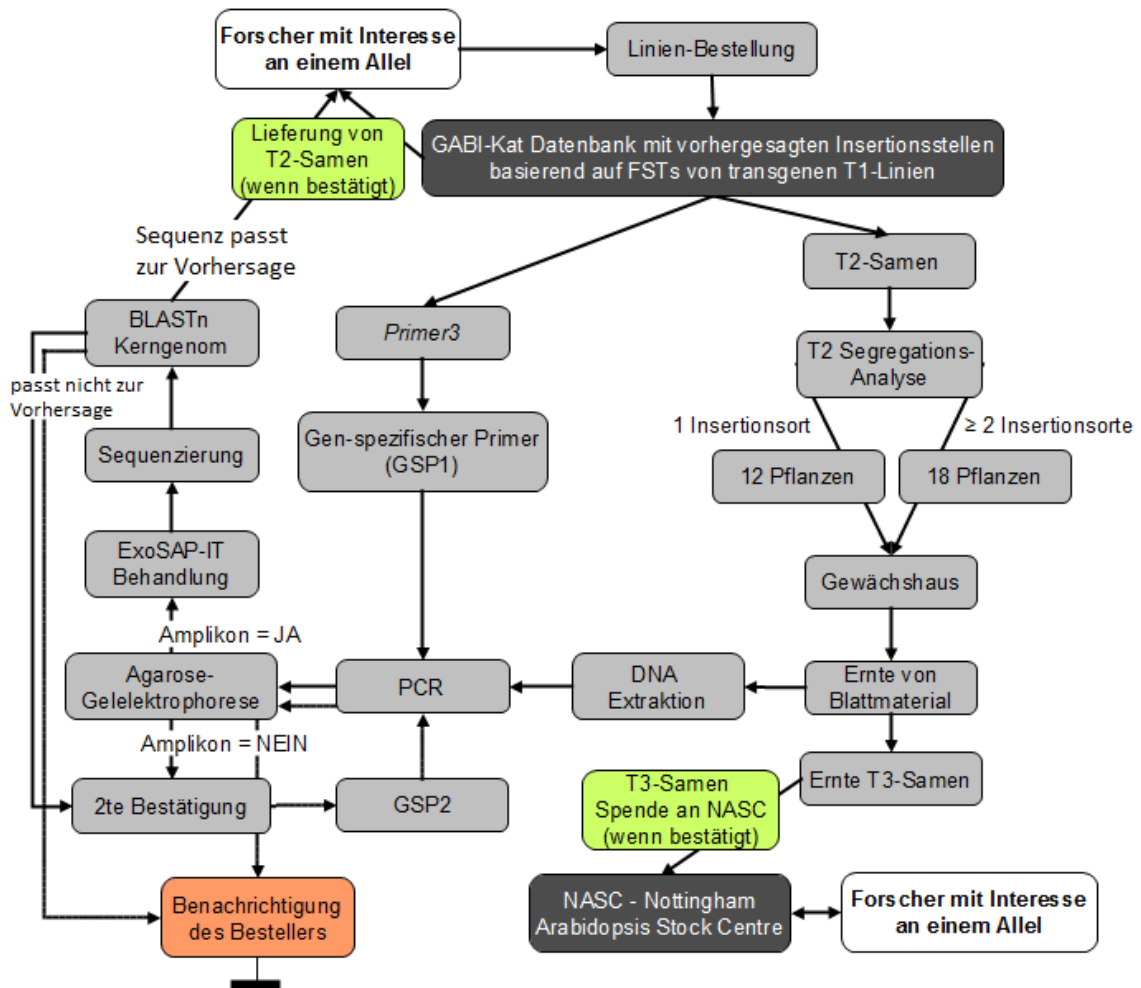 Forscher mit Interesse
an einem Allel
Linien-Bestellung
Lieferung von
T2-Samen
(wenn bestätigt)
GABI-Kat Datenbank mit vorhergesagten Insertionsstellen
basierend auf FSTs von transgenen T1-Linien
Sequenz passt
zur Vorhersage
T2-Samen
BLASTn
Kerngenom
Primer3
T2 Segregations-
Analyse
passt nicht zur
Vorhersage
1 Insertionsort
≥ 2 Insertionsorte
Sequenzierung
Gen-spezifischer Primer
(GSP1)
12 Pflanzen
18 Pflanzen
ExoSAP-IT
Behandlung
Gewächshaus
Amplikon = JA
Agarose-
Gelelektrophorese
PCR
DNA
Extraktion
Ernte von
Blattmaterial
Amplikon = NEIN
2te Bestätigung
GSP2
T3-Samen
Spende an NASC
(wenn bestätigt)
Ernte T3-Samen
Benachrichtigung
des Bestellers
NASC - Nottingham
Arabidopsis Stock Centre
Forscher mit Interesse
an einem Allel